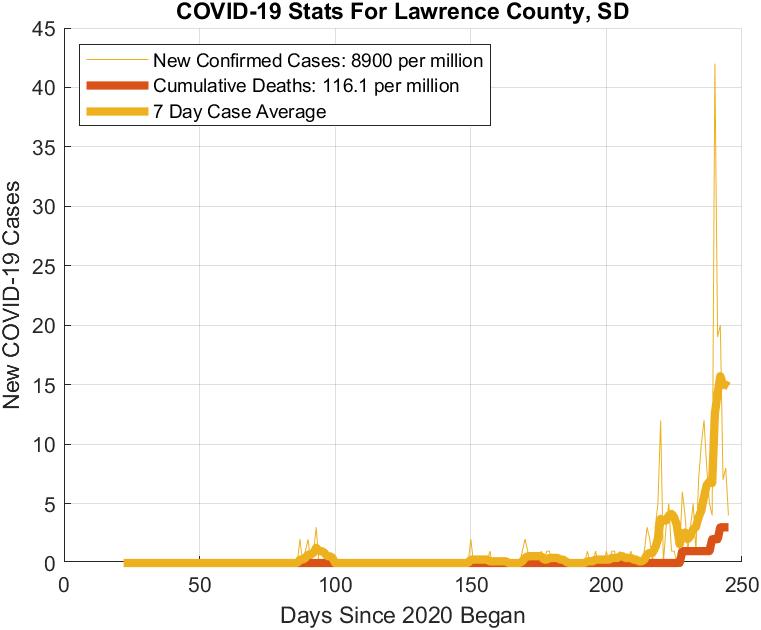 COVID-19 Stats For Lawrence County, SD
45
40
35
30
25
20
15
10
5
0
New COVID-19 Cases
New Confirmed Cases: 8900 per million
Cumulative Deaths: 116.1 per million
7 Day Case Average
0 50 100 150 200 250
Days Since 2020 Began